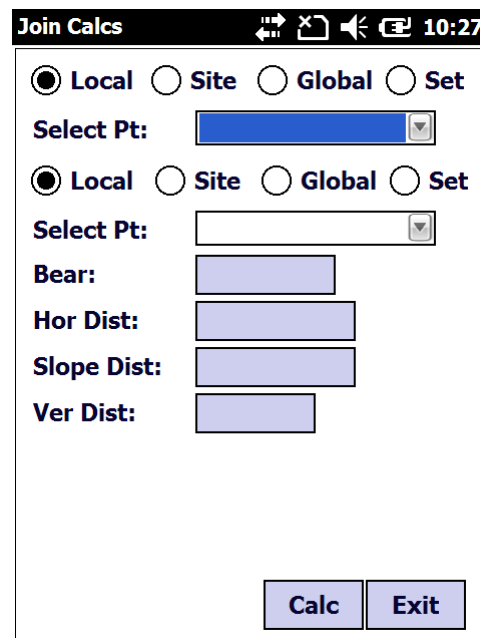 Join Calcs 10:27
Local Site Global Set
Select Pt:
Local Site Global Set
Select Pt:
Bear:
Hor Dist:
Slope Dist:
Ver Dist:
Calc Exit